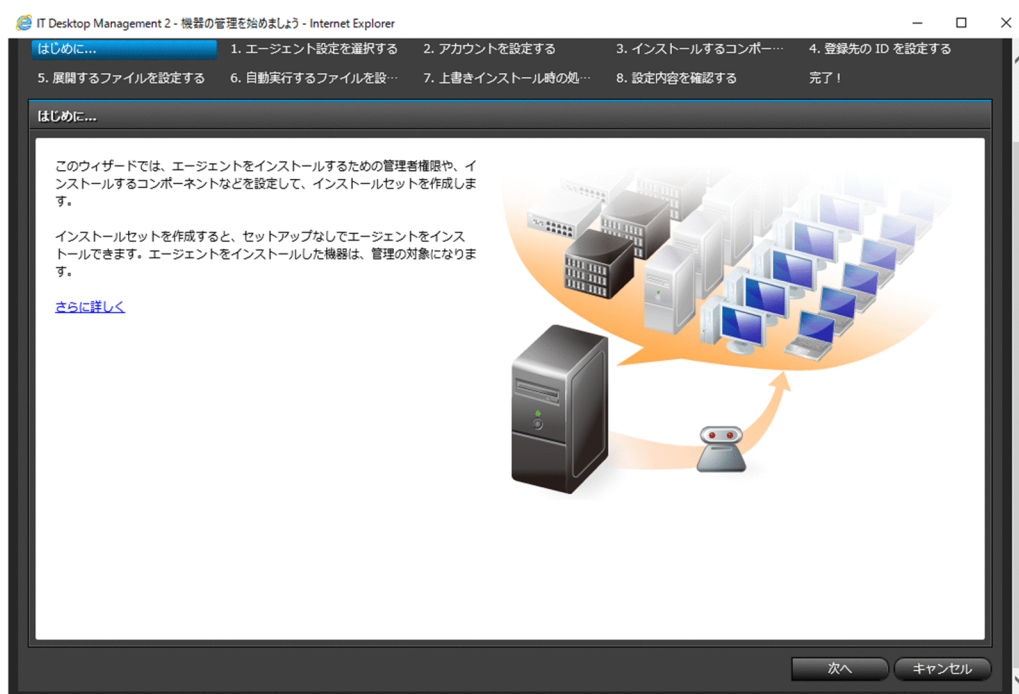 IT Desktop Management 2 - 機器の管理を始めましょう - Internet Explorer
はじめに...
1. エージェント設定を選択する
2. アカウントを設定する
3. インストールするコンポー…
4. 登録先の ID を設定する
5. 展開するファイルを設定する
6. 自動実行するファイルを設…
7. 上書きインストール時の処…
8. 設定内容を確認する
完了！
はじめに...
このウィザードでは、エージェントをインストールするための管理者権限や、イ
ンストールするコンポーネントなどを設定して、インストールセットを作成しま
す。
インストールセットを作成すると、セットアップなしでエージェントをインス
トールできます。エージェントをインストールした機器は、管理の対象になりま
す。
さらに詳しく
次へ
キャンセル